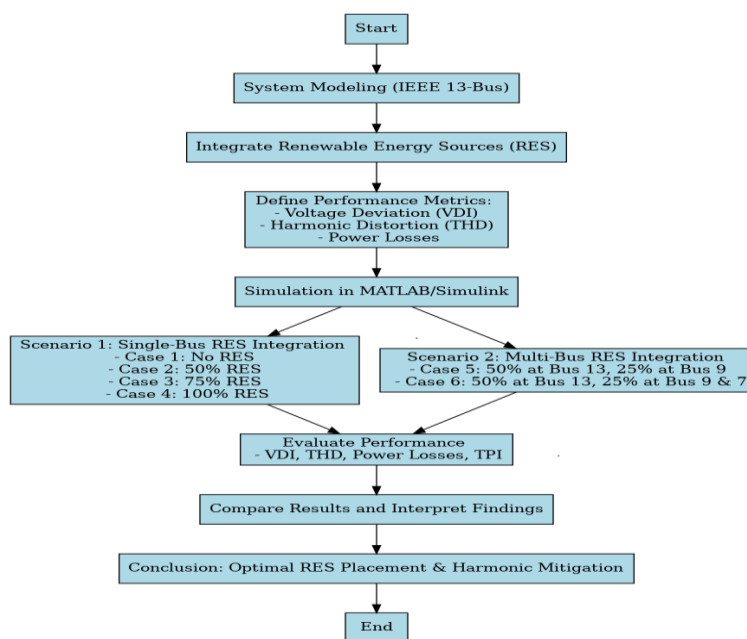 Start
System Modeling (IEEE 13-Bus)
Integrate Renewable Energy Sources (RES)
Define Performance Metrics:
- Voltage Deviation (VDI)
- Harmonic Distortion (THD)
- Power Losses
Simulation in MATLAB/Simulink
Scenario 1: Single-Bus RES Integration
- Case 1: No RES
- Case 2: 50% RES
- Case 3: 75% RES
- Case 4: 100% RES
Scenario 2: Multi-Bus RES Integration
- Case 5: 50% at Bus 13, 25% at Bus 9
- Case 6: 50% at Bus 13, 25% at Bus 9 & 7
Evaluate Performance
- VDI, THD, Power Losses, TPI
Compare Results and Interpret Findings
Conclusion: Optimal RES Placement & Harmonic Mitigation
End